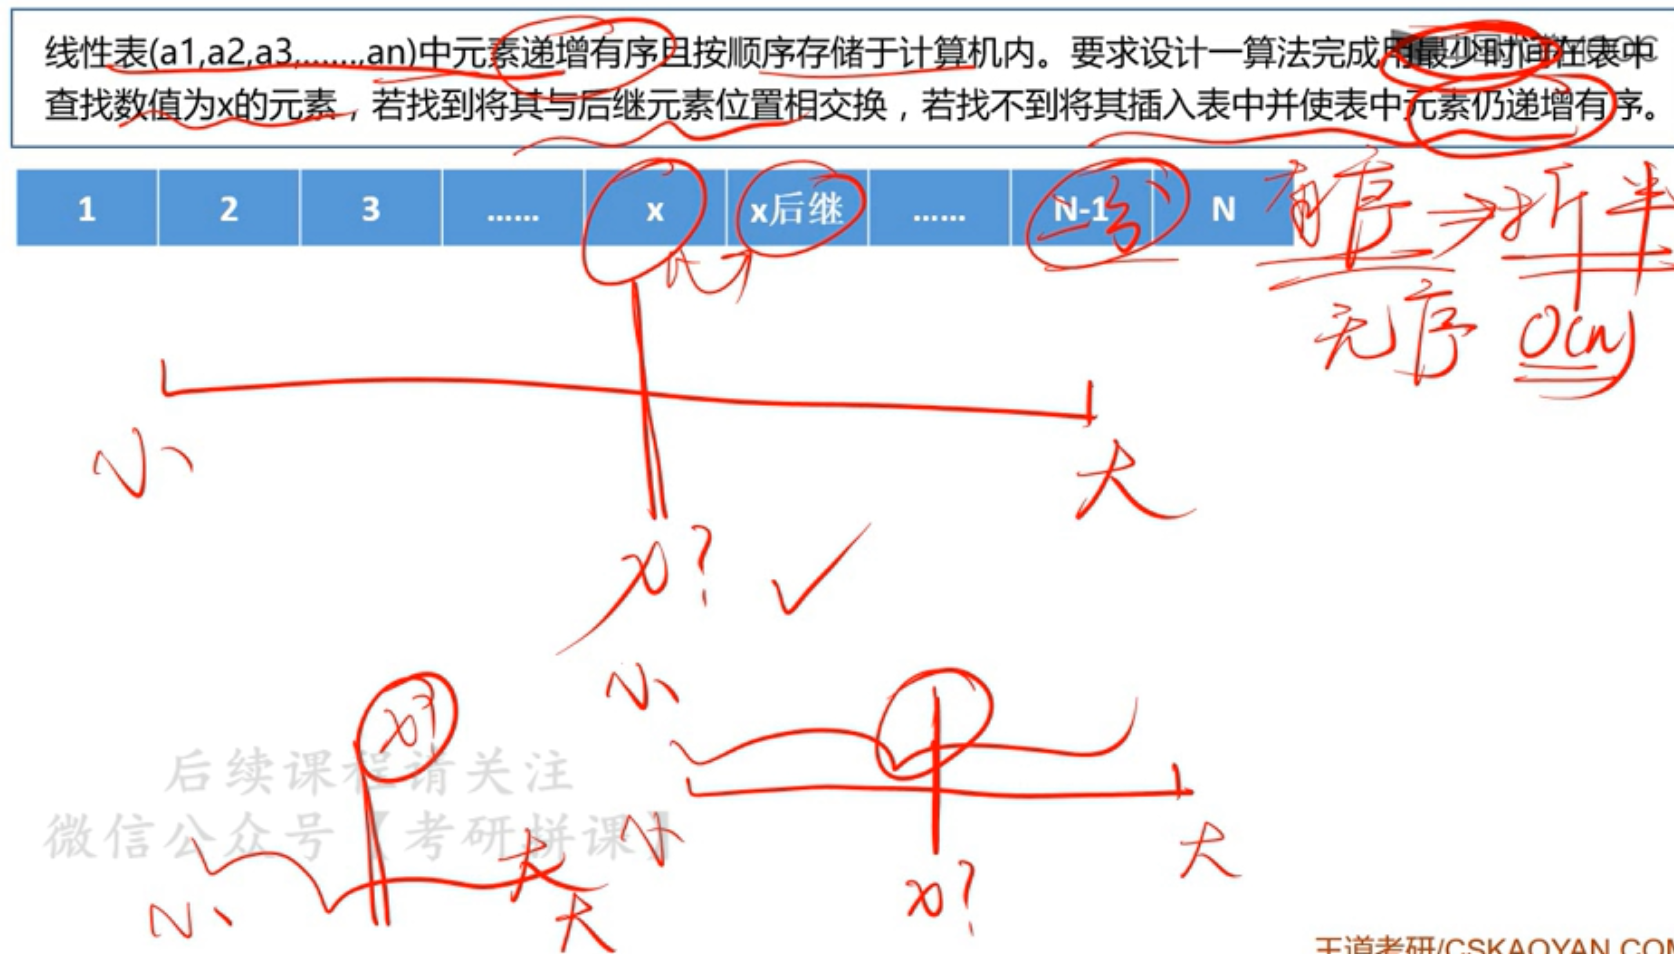 线性表(a1,a2,a3,……,an)中元素递增有序且按顺序存储于计算机内。要求设计一算法完成用最少时间在表中
查找数值为x的元素，若找到将其与后继元素位置相交换，若找不到将其插入表中并使表中元素仍递增有序。
1 2 3 …… x x后继 …… N-1 N
有序→折半
无序 O(n)
小 大
x?
小
x?
后续课程请关注
微信公众号【考研拼课】
小 大
大
小 大
x?
王道考研/CSKAOYAN.COM